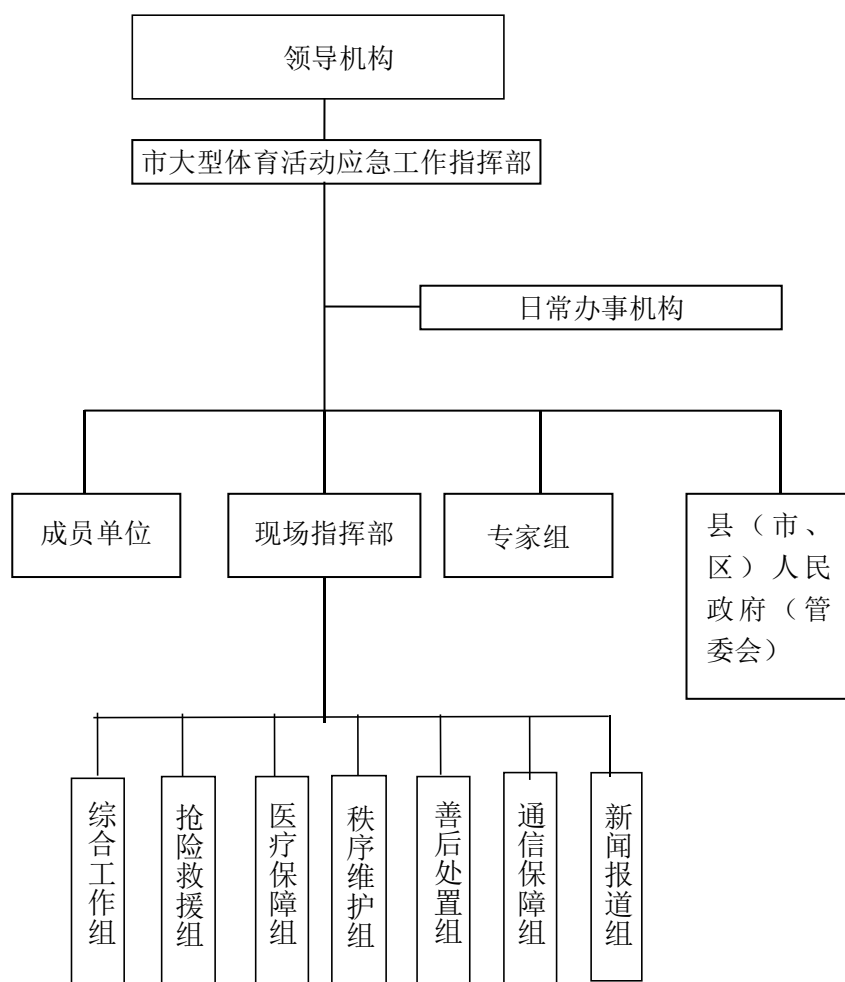 领导机构
市大型体育活动应急工作指挥部
日常办事机构
成员单位
现场指挥部
专家组
县（市、
区）人民
政府（管
委会）
综合工作组
抢险救援组
医疗保障组
秩序维护组
善后处置组
通信保障组
新闻报道组